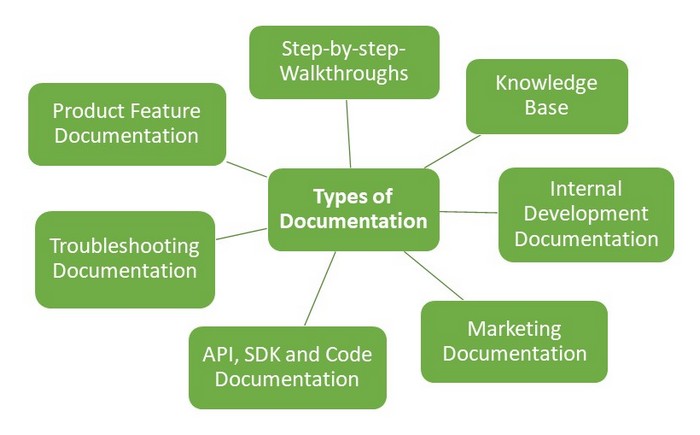 Step-by-step-
Walkthroughs
Knowledge
Base
Product Feature
Documentation
Types of
Documentation
Internal
Development
Documentation
Troubleshooting
Documentation
Marketing
Documentation
API, SDK and Code
Documentation